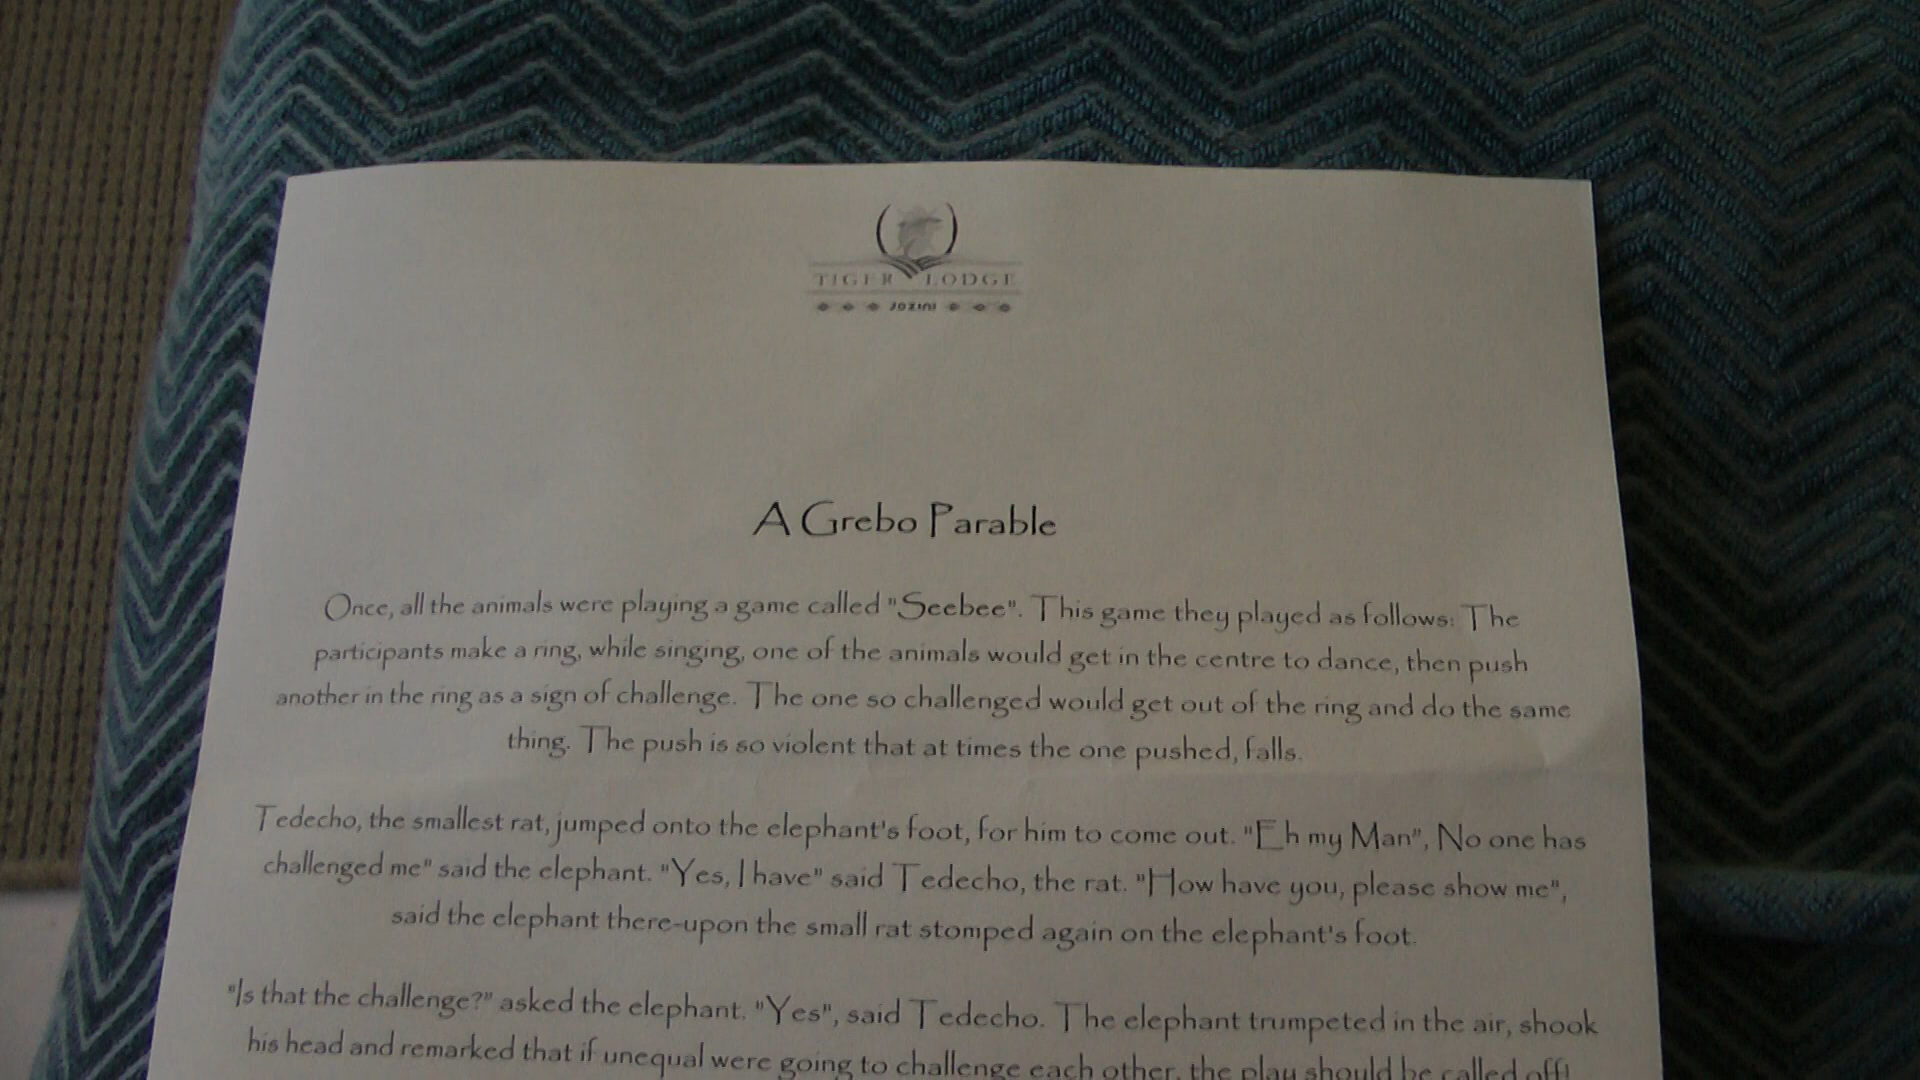 TIGER LODGE
JOZINI
A Grebo Parable
Once, all the animals were playing a game called "Seebee". This game they played as follows: The
participants make a ring, while singing, one of the animals would get in the centre to dance, then push
another in the ring as a sign of challenge. The one so challenged would get out of the ring and do the same
thing. The push is so violent that at times the one pushed, falls.
Tedecho, the smallest rat, jumped onto the elephant's foot, for him to come out. "Eh my Man", No one has
challenged me" said the elephant. "Yes, I have" said Tedecho, the rat. "How have you, please show me",
said the elephant there-upon the small rat stomped again on the elephant's foot.
"Is that the challenge?" asked the elephant. "Yes", said Tedecho. The elephant trumpeted in the air, shook
his head and remarked that if unequal were going to challenge each other, the play should be called off!